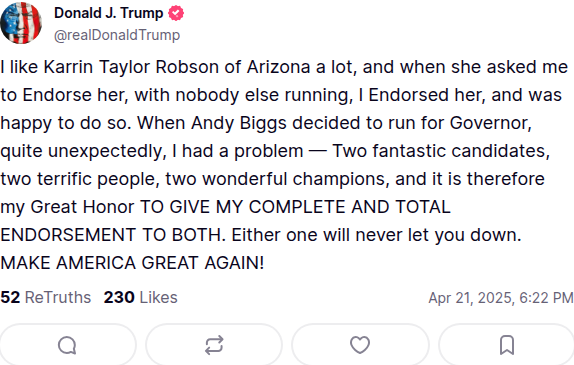 Donald J. Trump
@realDonaldTrump
I like Karrin Taylor Robson of Arizona a lot, and when she asked me
to Endorse her, with nobody else running, I Endorsed her, and was
happy to do so. When Andy Biggs decided to run for Governor,
quite unexpectedly, I had a problem — Two fantastic candidates,
two terrific people, two wonderful champions, and it is therefore
my Great Honor TO GIVE MY COMPLETE AND TOTAL
ENDORSEMENT TO BOTH. Either one will never let you down.
MAKE AMERICA GREAT AGAIN!
52 ReTruths 230 Likes Apr 21, 2025, 6:22 PM